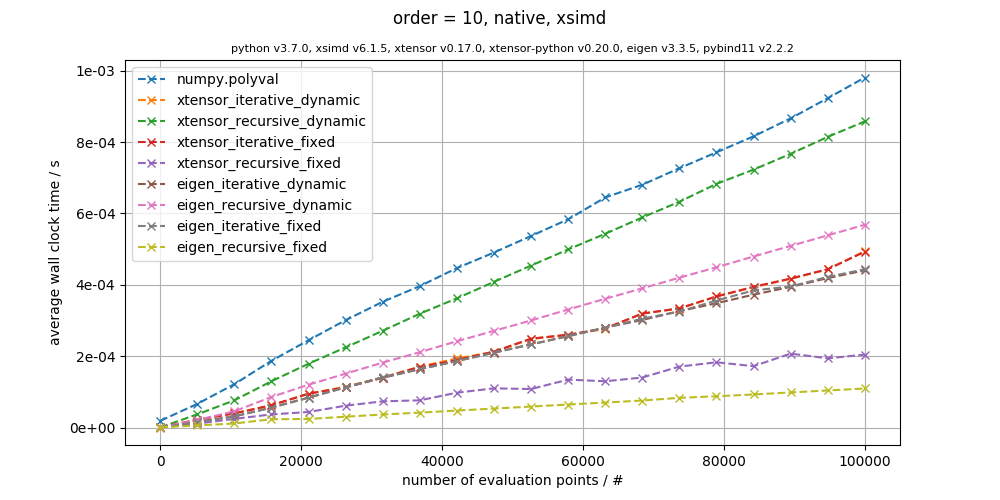 order = 10, native, xsimd
python v3.7.0, xsimd v6.1.5, xtensor v0.17.0, xtensor-python v0.20.0, eigen v3.3.5, pybind11 v2.2.2
1e-03
8e-04
6e-04
4e-04
2e-04
0e+00
average wall clock time / s
numpy.polyval
xtensor_iterative_dynamic
xtensor_recursive_dynamic
xtensor_iterative_fixed
xtensor_recursive_fixed
eigen_iterative_dynamic
eigen_recursive_dynamic
eigen_iterative_fixed
eigen_recursive_fixed
0 20000 40000 60000 80000 100000
number of evaluation points / #